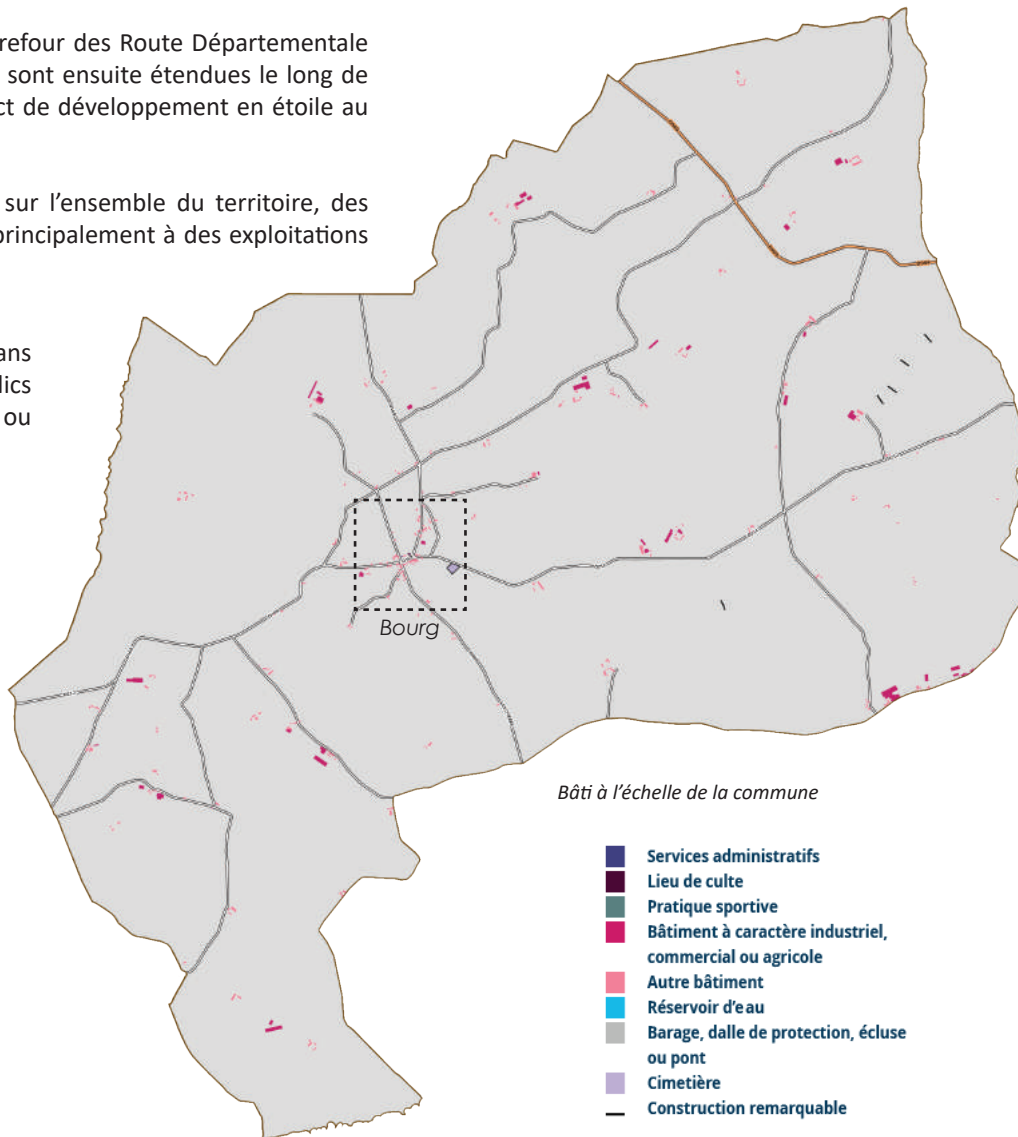 refour des Route Départementale
sont ensuite étendues le long de
ct de développement en étoile au
sur l'ensemble du territoire, des
principalement à des exploitations
ans
lics
ou
Bourg
Bâti à l'échelle de la commune
Services administratifs
Lieu de culte
Pratique sportive
Bâtiment à caractère industriel,
commercial ou agricole
Autre bâtiment
Réservoir d'eau
Barage, dalle de protection, écluse
ou pont
Cimetière
Construction remarquable